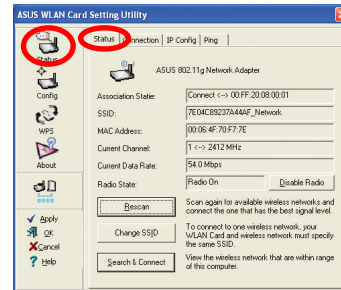 ASUS WLAN Card Setting Utility
Status
Config
WPS
About
Apply
OK
Cancel
Help
Status Connection IP Config Ping
ASUS 802.11g Network Adapter
Association State: Connect <--> 00:FF:20:08:00:01
SSID: 7E04C89237A44AF_Network
MAC Address: 00:06:4F:70:F7:7E
Current Channel: 1 <--> 2412 MHz
Current Data Rate: 54.0 Mbps
Radio State: Radio On Disable Radio
Rescan Scan again for available wireless networks and
connect the one that has the best signal level.
Change SSID To connect to one wireless network, your
WLAN Card and wireless network must specify
the same SSID.
Search & Connect View the wireless network that are within range
of this computer.